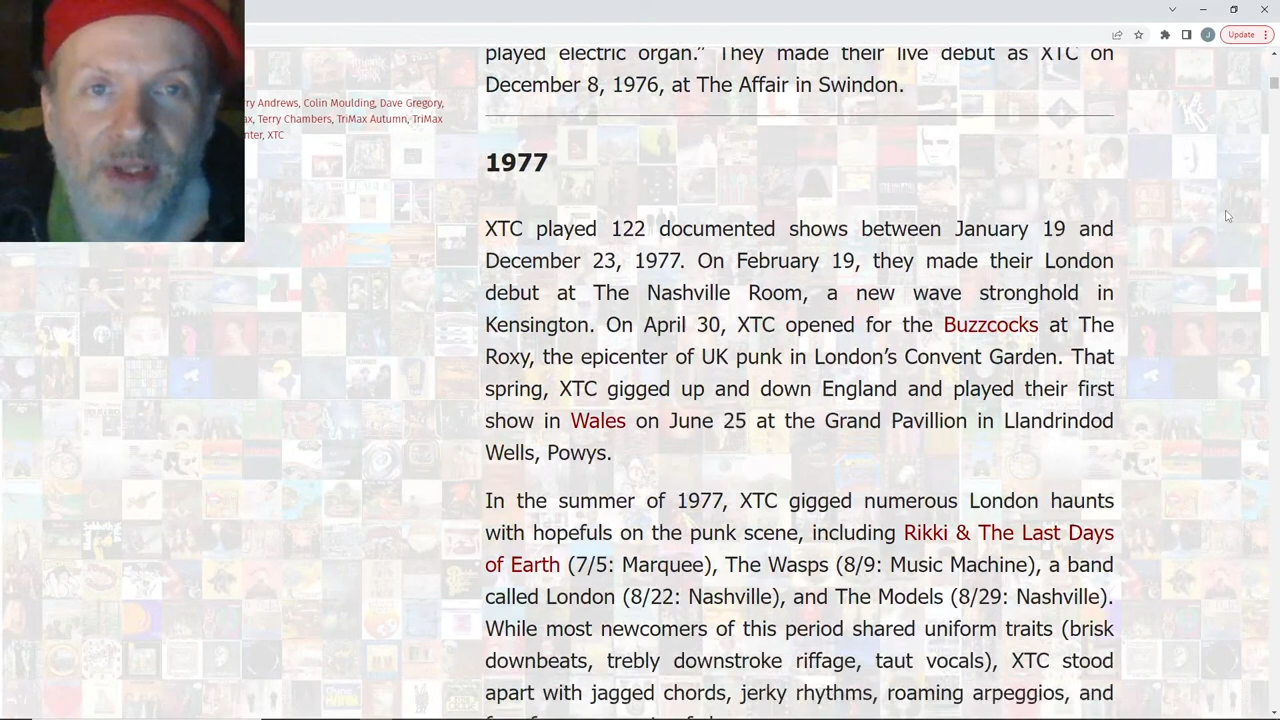 Update
played electric organ.” They made their live debut as XTC on
December 8, 1976, at The Affair in Swindon.
ry Andrews, Colin Moulding, Dave Gregory,
ax, Terry Chambers, TriMax Autumn, TriMax
nter, XTC
1977
XTC played 122 documented shows between January 19 and
December 23, 1977. On February 19, they made their London
debut at The Nashville Room, a new wave stronghold in
Kensington. On April 30, XTC opened for the Buzzcocks at The
Roxy, the epicenter of UK punk in London’s Convent Garden. That
spring, XTC gigged up and down England and played their first
show in Wales on June 25 at the Grand Pavillion in Llandrindod
Wells, Powys.
In the summer of 1977, XTC gigged numerous London haunts
with hopefuls on the punk scene, including Rikki & The Last Days
of Earth (7/5: Marquee), The Wasps (8/9: Music Machine), a band
called London (8/22: Nashville), and The Models (8/29: Nashville).
While most newcomers of this period shared uniform traits (brisk
downbeats, trebly downstroke riffage, taut vocals), XTC stood
apart with jagged chords, jerky rhythms, roaming arpeggios, and